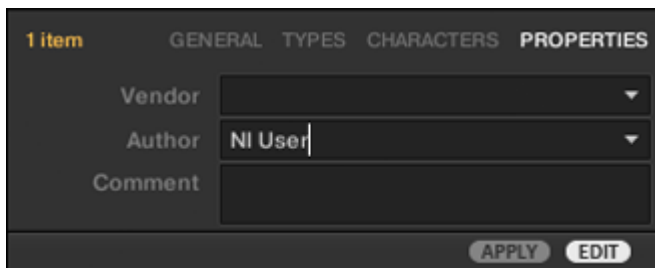 1 item GENERAL TYPES CHARACTERS PROPERTIES
Vendor
Author NI User
Comment
APPLY EDIT